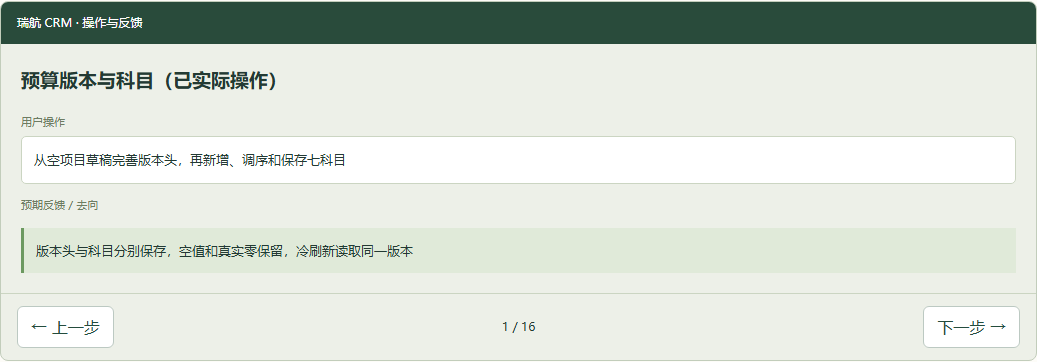 瑞航 CRM · 操作与反馈
预算版本与科目（已实际操作）
用户操作
从空项目草稿完善版本头，再新增、调序和保存七科目
预期反馈 / 去向
版本头与科目分别保存，空值和真实零保留，冷刷新读取同一版本
← 上一步
1 / 16
下一步 →